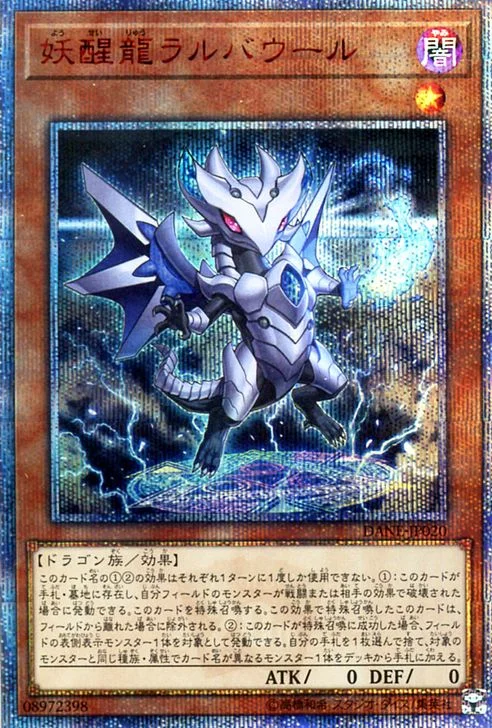 妖醒龍ラルバウール
闇
DANE-JP020
【ドラゴン族/効果】
このカード名の①②の効果はそれぞれ1ターンに1度しか使用できない。①:このカードが
手札・墓地に存在し、自分フィールドのモンスターが戦闘または相手の効果で破壊された
場合に発動できる。このカードを特殊召喚する。この効果で特殊召喚したこのカードは、
フィールドから離れた場合に除外される。②:このカードが特殊召喚に成功した場合、フィールド
の表側表示モンスター1体を対象として発動できる。自分の手札を1枚選んで捨て、対象の
モンスターと同じ種族・属性でカード名が異なるモンスター1体をデッキから手札に加える。
ATK/ 0 DEF/ 0
08972398 ©高橋和希 スタジオ・ダイス/集英社